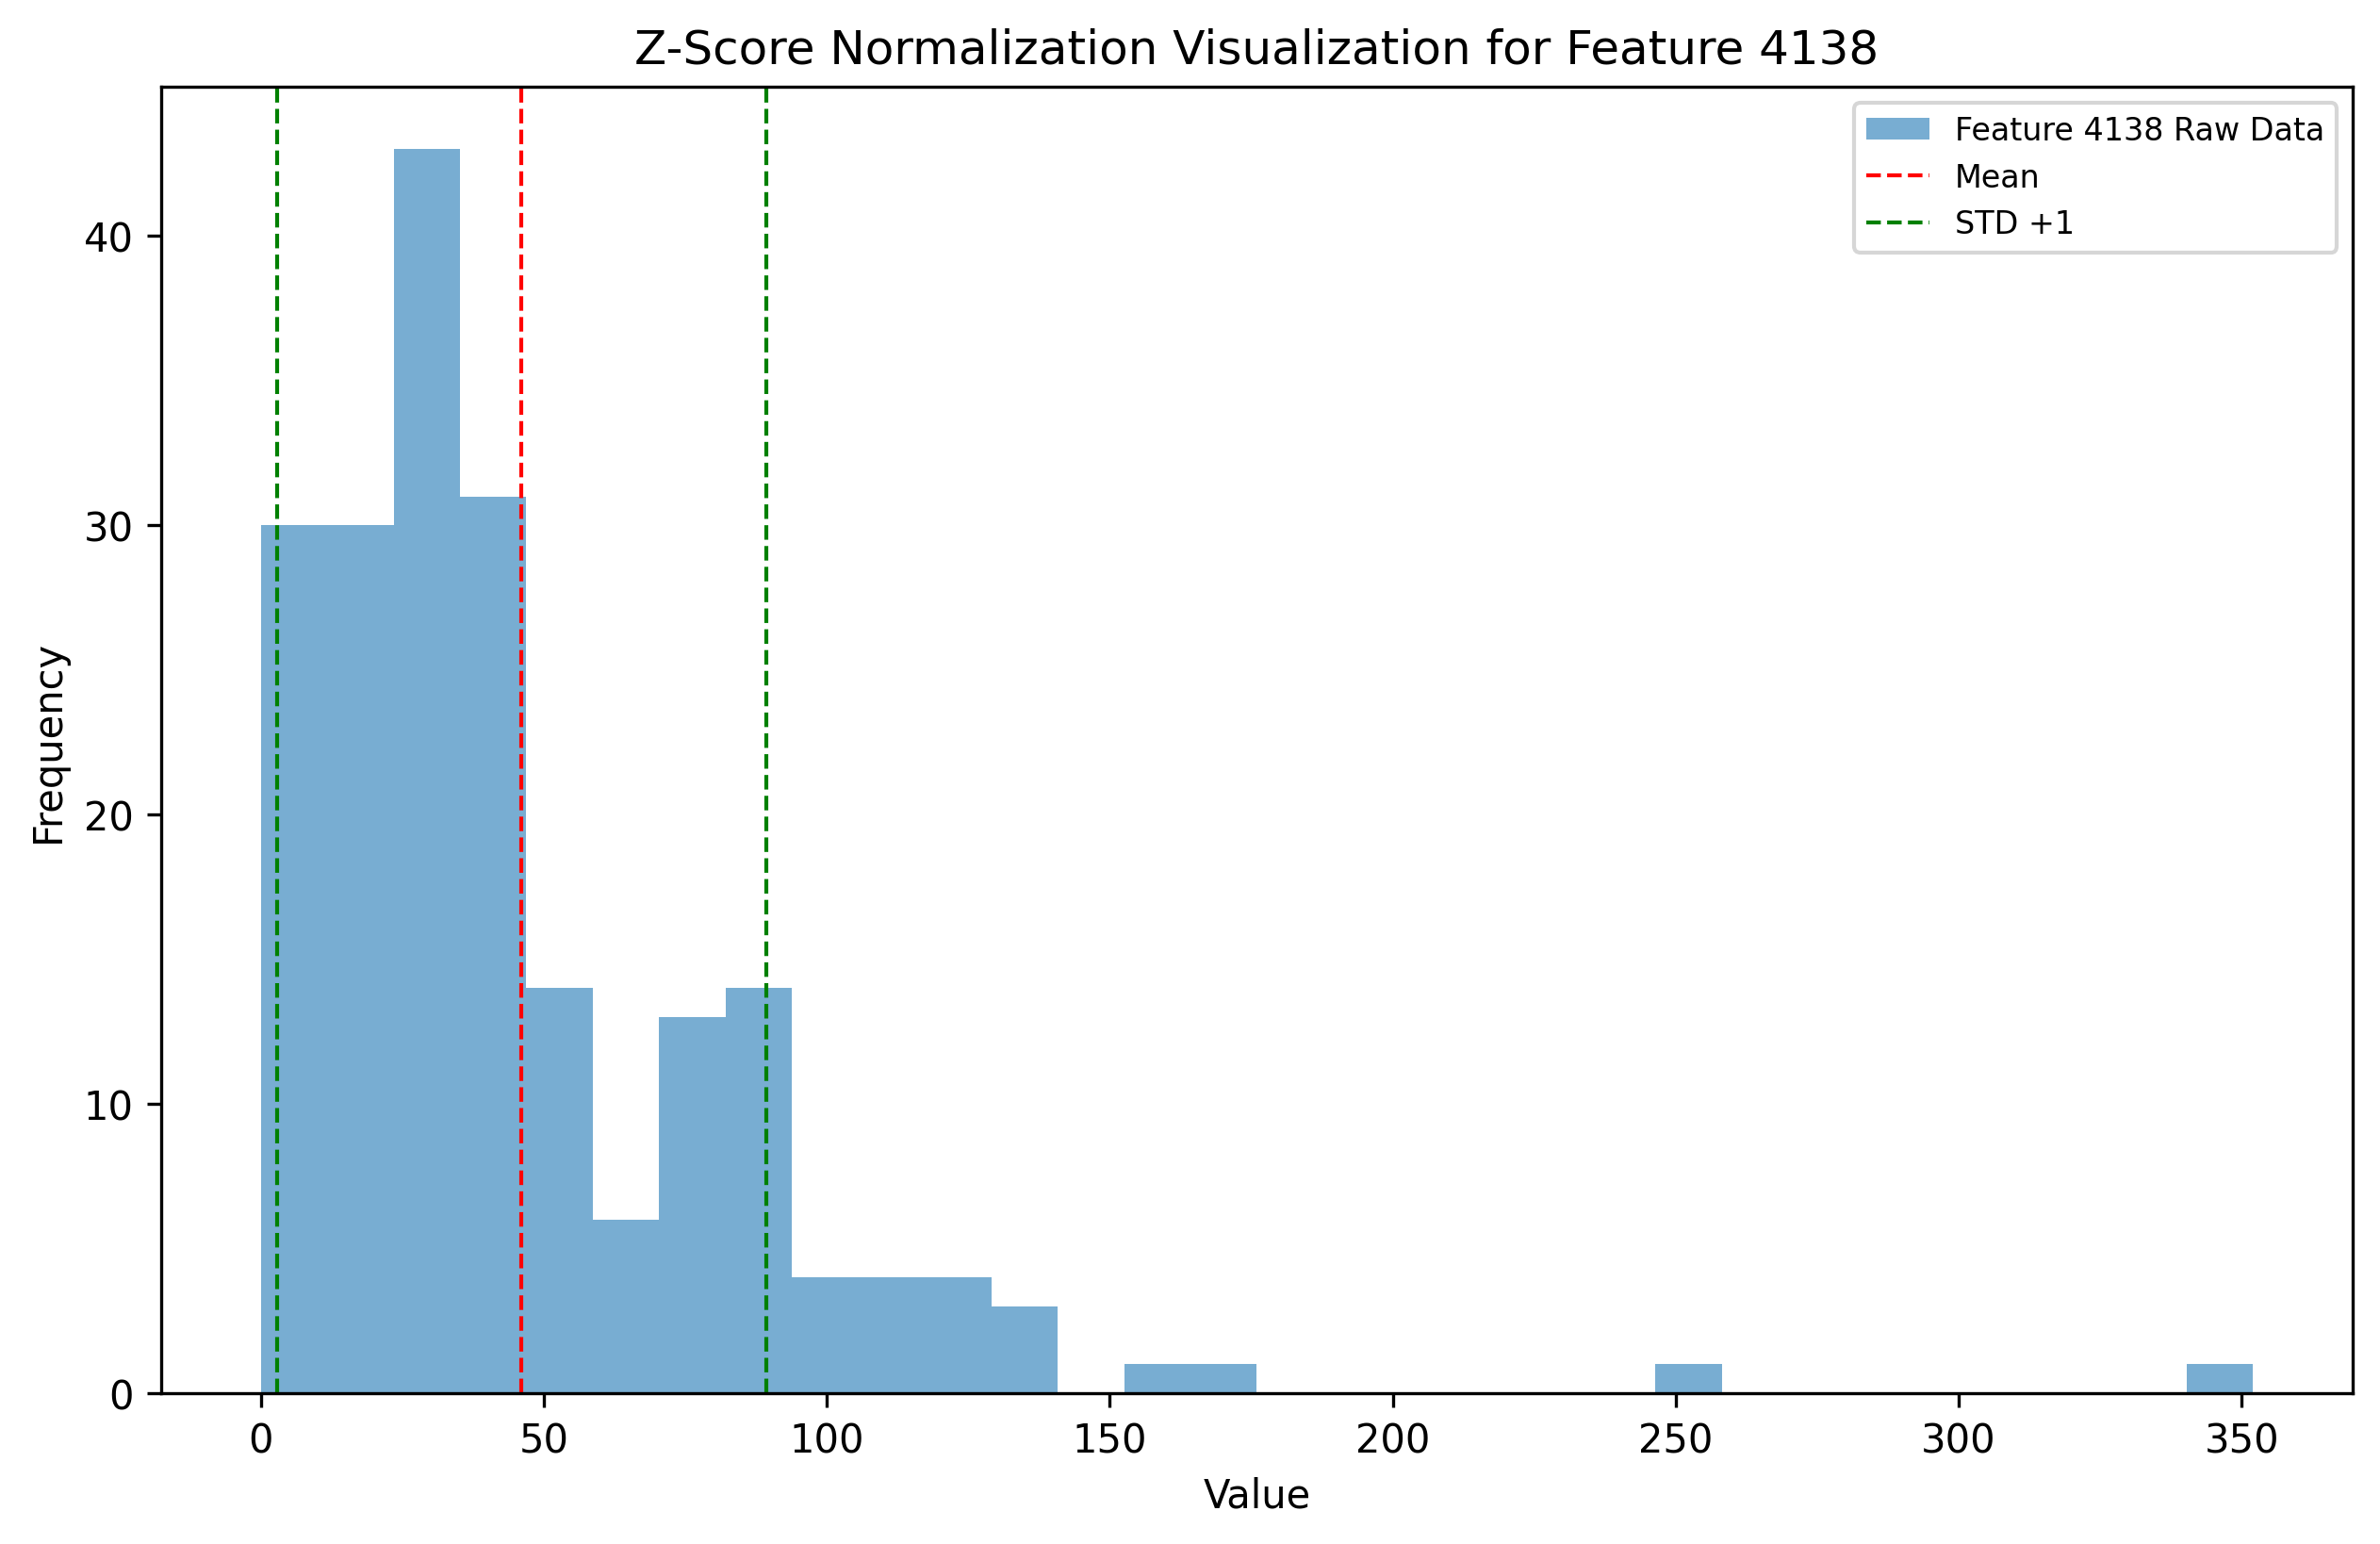 Z-Score Normalization Visualization for Feature 4138
Feature 4138 Raw Data
Mean
STD +1
Frequency
40
30
20
10
0
0 50 100 150 200 250 300 350
Value